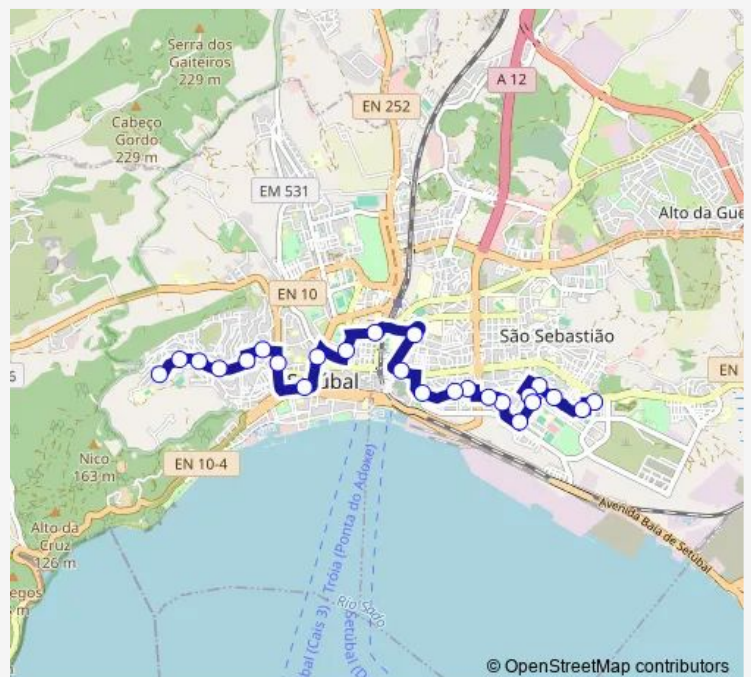 Serra dos
Gaiteiros
229 m
A 12
EN 252
Cabeço
Gordo
229 m
EM 531
Alto da Gue
EN 10
São Sebastião
EN
túbal
Nico
163 m
EN 10-4
Avenida Baía de Setúbal
Alto da
Cruz
126 m
egos
m
Rio Sado
bal (Cais 3) - Tróia (Ponta do Adoxe)
Setúbal (D
© OpenStreetMap contributors